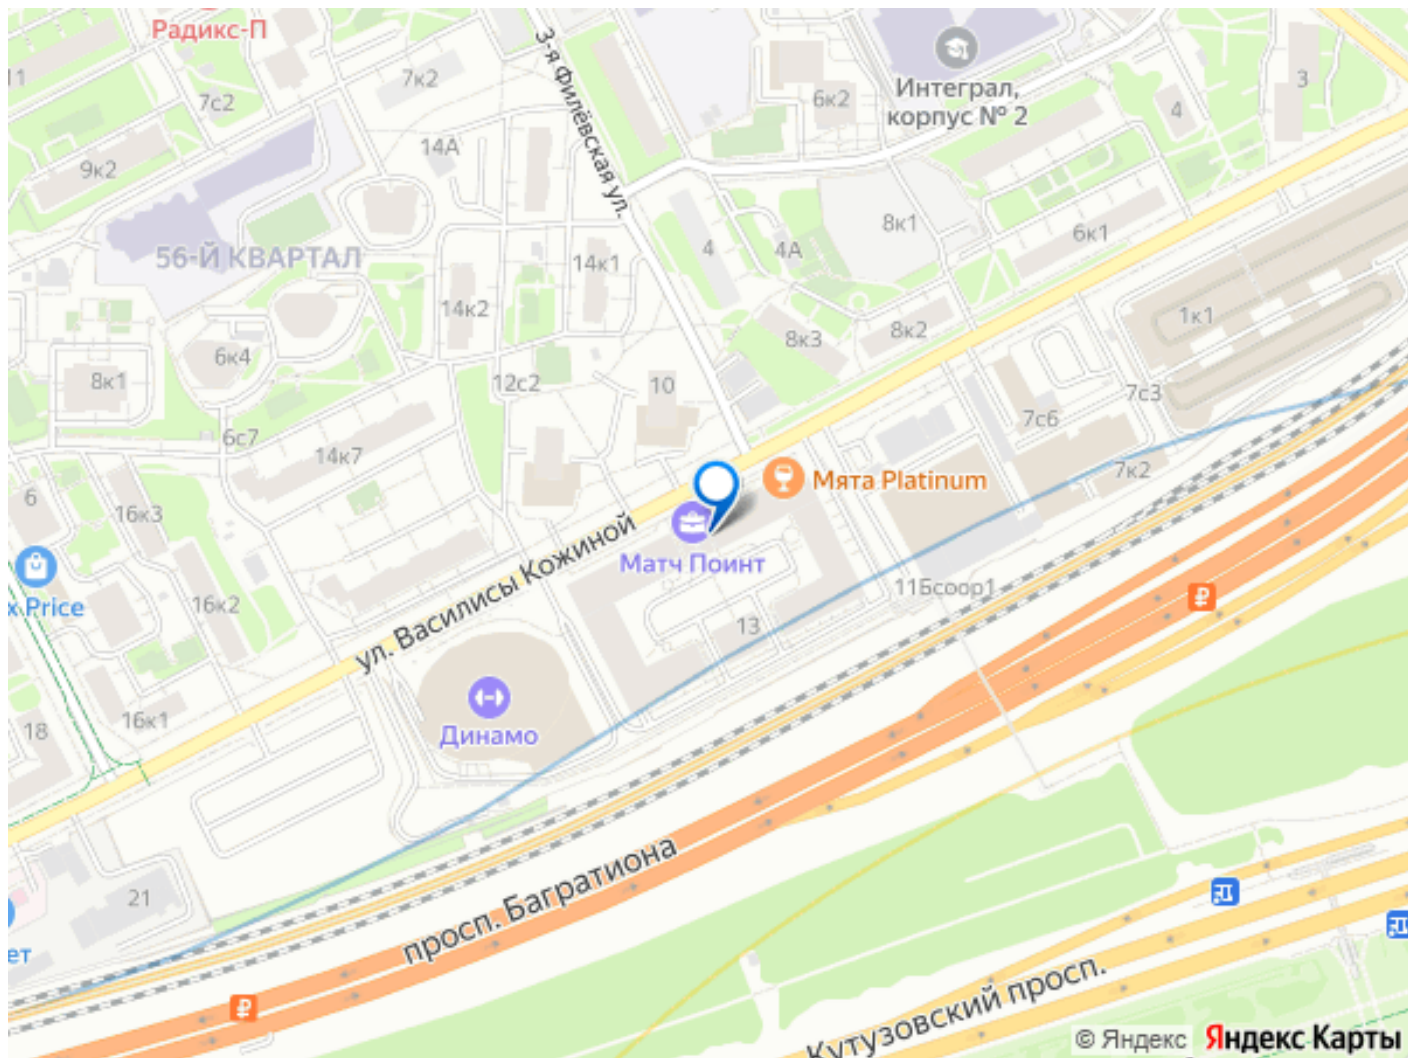 Радикс-П
3-я Филёвская ул.
Интеграл,
корпус № 2
11
7к2
7с2
6к2
3
4
14А
9к2
8к1
6к1
4
4А
56-Й КВАРТАЛ
14к1
14к2
1к1
8к3
8к2
6к4
8к1
12с2
10
7с3
7с6
6с7
14к7
7к2
Мята Platinum
6
16к3
Матч Поинт
ул. Василисы Кожиной
x Price
16к2
11Бсоор1
13
18
16к1
Динамо
просп. Багратиона
21
ет
Кутузовский просп.
© Яндекс Яндекс Карты